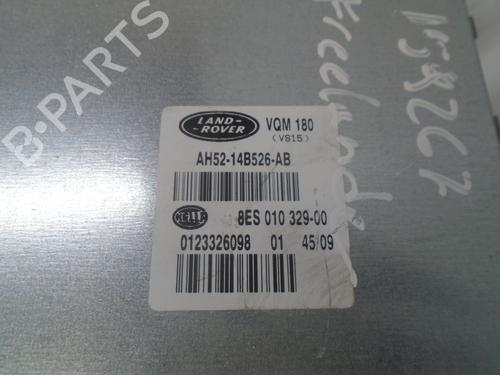 B-PARTS
Freelander
LAND-
ROVER
VQM 180
(VS15)
AH52-14B526-AB
HELLA
8ES 010 329-00
0123326098 01 45/09